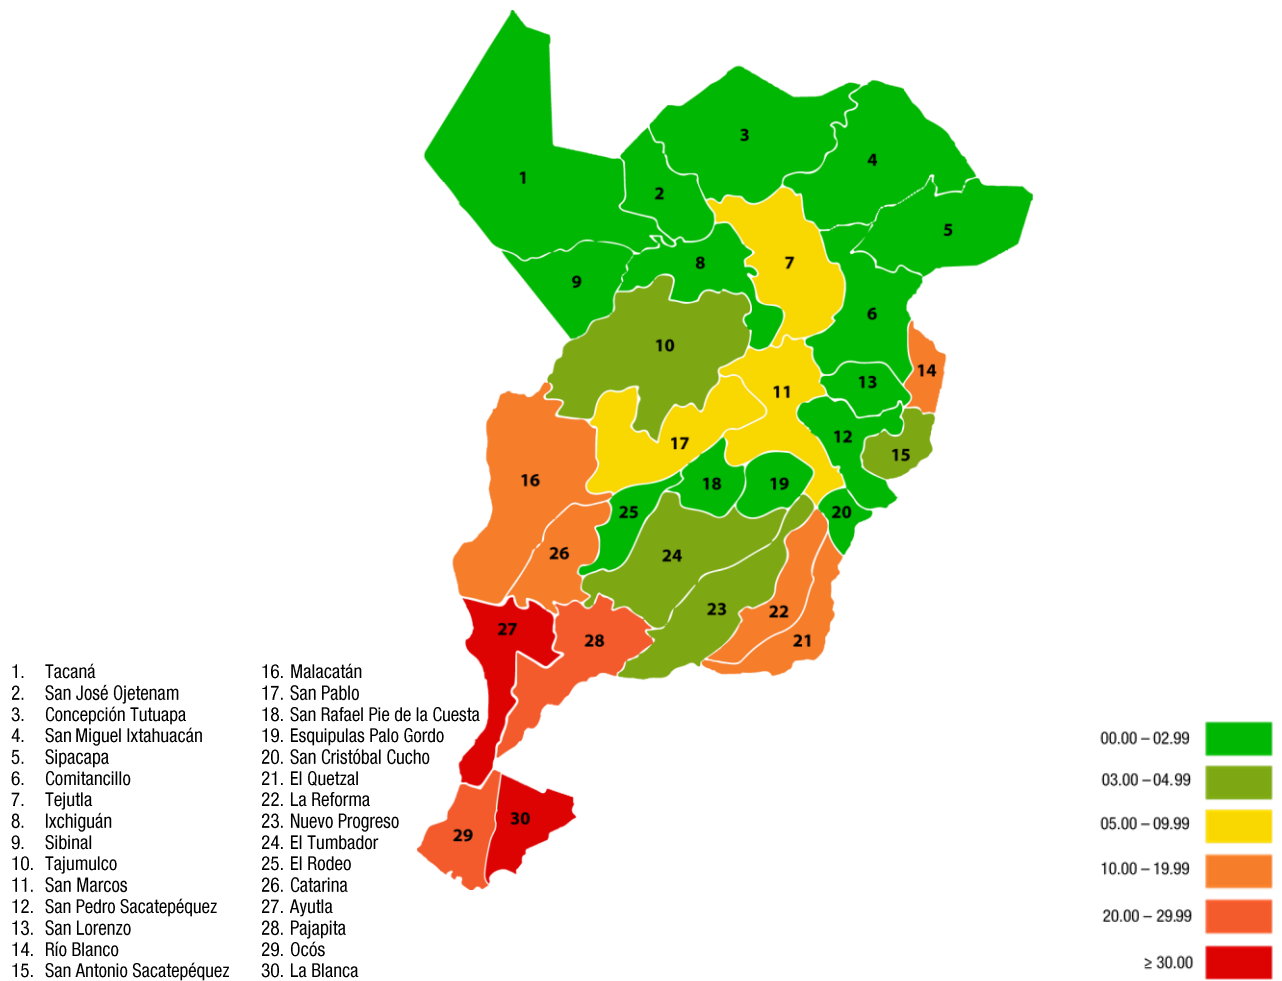 1
2
3
4
5
6
7
8
9
10
11
12
13
14
15
16
17
18
19
20
21
22
23
24
25
26
27
28
29
30
1. Tacaná
2. San José Ojetenam
3. Concepción Tutuapa
4. San Miguel Ixtahuacán
5. Sipacapa
6. Comitancillo
7. Tejutla
8. Ixchiguán
9. Sibinal
10. Tajumulco
11. San Marcos
12. San Pedro Sacatepéquez
13. San Lorenzo
14. Río Blanco
15. San Antonio Sacatepéquez
16. Malacatán
17. San Pablo
18. San Rafael Pie de la Cuesta
19. Esquipulas Palo Gordo
20. San Cristóbal Cucho
21. El Quetzal
22. La Reforma
23. Nuevo Progreso
24. El Tumbador
25. El Rodeo
26. Catarina
27. Ayutla
28. Pajapita
29. Ocós
30. La Blanca
00.00 – 02.99
03.00 – 04.99
05.00 – 09.99
10.00 – 19.99
20.00 – 29.99
≥ 30.00